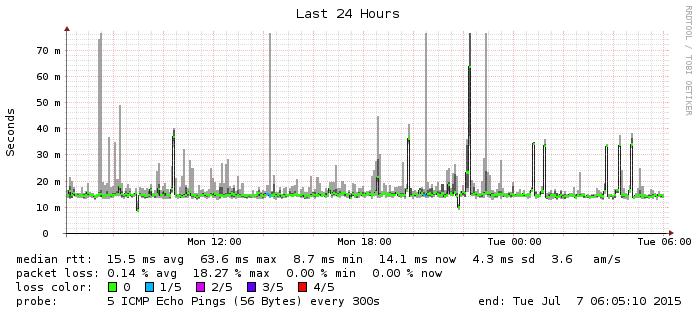 Last 24 Hours
RRDTOOL / TOBI OETIKER
Seconds
70 m
60 m
50 m
40 m
30 m
20 m
10 m
0
Mon 12:00 Mon 18:00 Tue 00:00 Tue 06:00
median rtt: 15.5 ms avg 63.6 ms max 8.7 ms min 14.1 ms now 4.3 ms sd 3.6 am/s
packet loss: 0.14 % avg 18.27 % max 0.00 % min 0.00 % now
loss color: 0 1/5 2/5 3/5 4/5
probe: 5 ICMP Echo Pings (56 Bytes) every 300s end: Tue Jul 7 06:05:10 2015